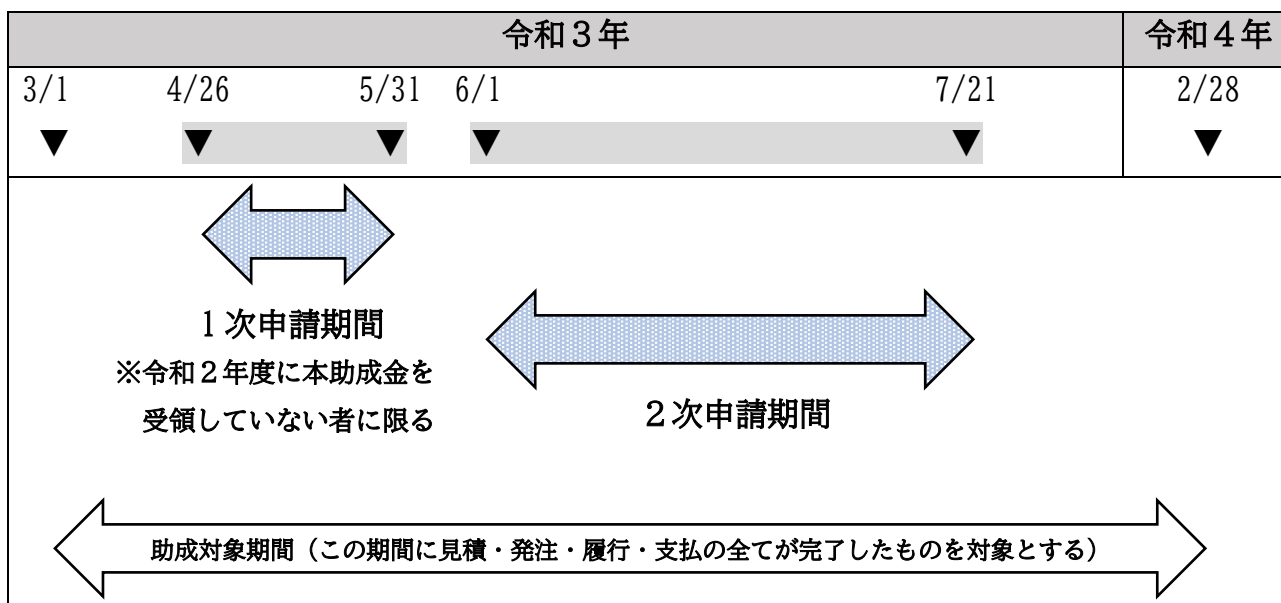 令和３年 令和４年
3/1 4/26 5/31 6/1 7/21 2/28
▼ ▼ ▼ ▼ ▼ ▼
１次申請期間
※令和２年度に本助成金を
受領していない者に限る
２次申請期間
助成対象期間（この期間に見積・発注・履行・支払の全てが完了したものを対象とする）